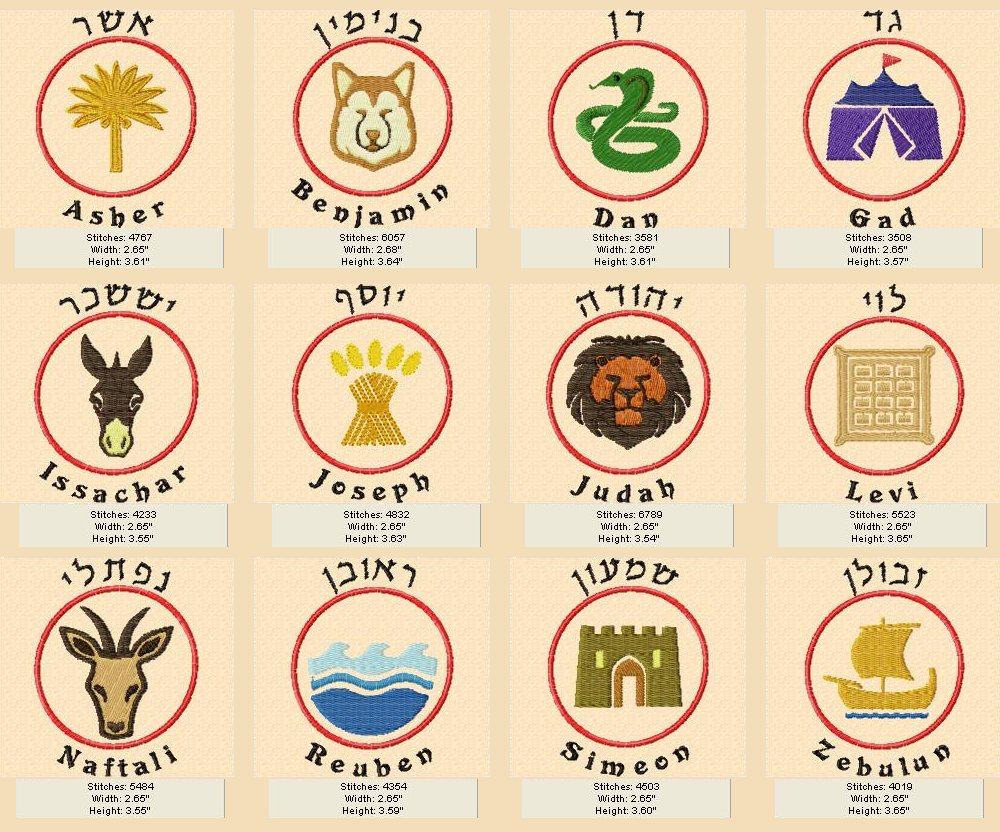 אשר
Asher
Stitches: 4767
Width: 2.65"
Height: 3.61"
בנימין
Benjamin
Stitches: 6057
Width: 2.68"
Height: 3.64"
דן
Dan
Stitches: 3581
Width: 2.65"
Height: 3.61"
גד
Gad
Stitches: 3508
Width: 2.65"
Height: 3.57"
יששכר
Issachar
Stitches: 4233
Width: 2.65"
Height: 3.55"
יוסף
Joseph
Stitches: 4832
Width: 2.65"
Height: 3.63"
יהודה
Judah
Stitches: 6789
Width: 2.65"
Height: 3.54"
לוי
Levi
Stitches: 5523
Width: 2.65"
Height: 3.65"
נפתלי
Naftali
Stitches: 5484
Width: 2.65"
Height: 3.55"
ראובן
Reuben
Stitches: 4354
Width: 2.65"
Height: 3.59"
שמעון
Simeon
Stitches: 4503
Width: 2.65"
Height: 3.60"
זבולן
Zebulun
Stitches: 4019
Width: 2.65"
Height: 3.65"